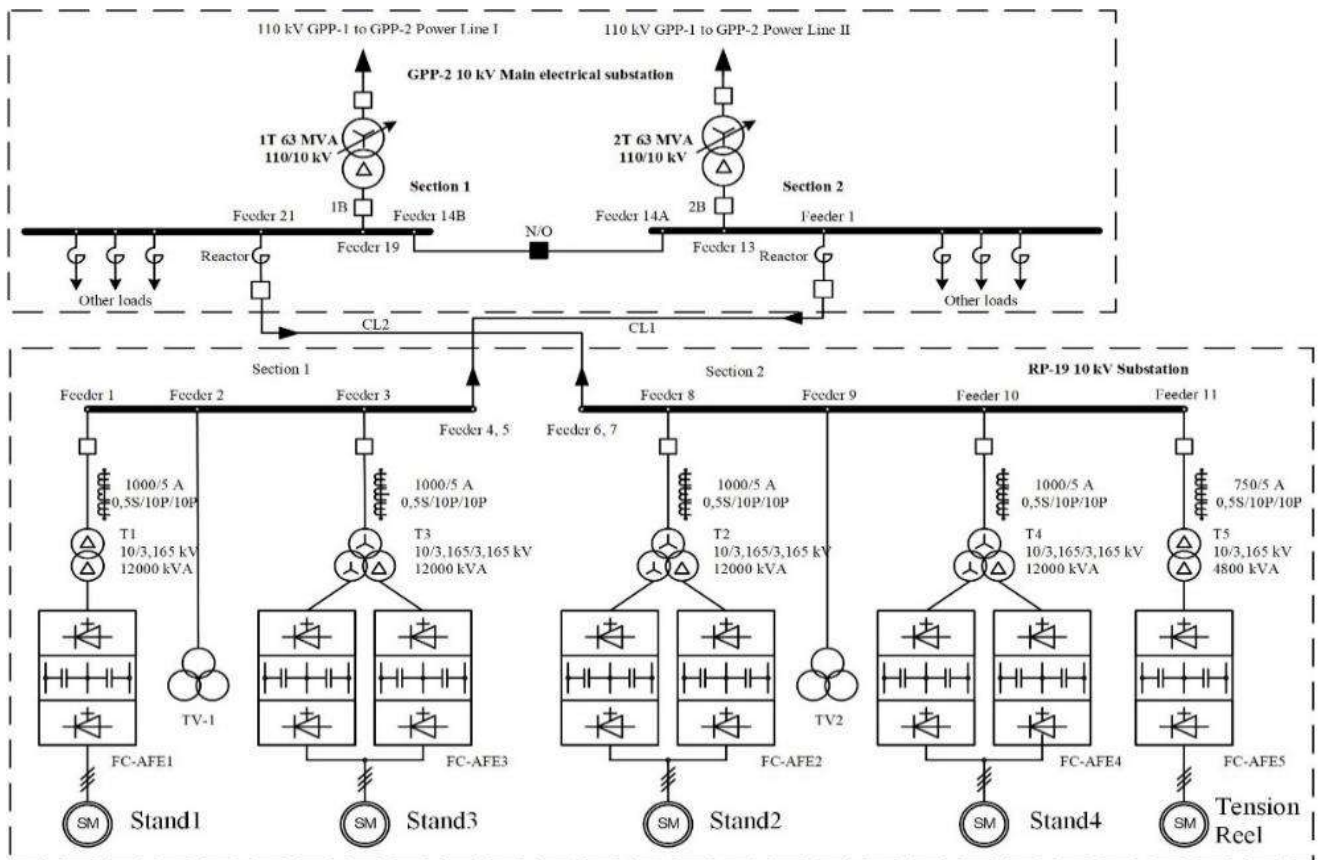 110 kV GPP-1 to GPP-2 Power Line I
110 kV GPP-1 to GPP-2 Power Line II
GPP-2 10 kV Main electrical substation
1T 63 MVA
110/10 kV
2T 63 MVA
110/10 kV
Section 1
Section 2
1B
2B
Feeder 21
Feeder 14B
Feeder 14A
Feeder 1
N/O
Feeder 19
Feeder 13
Reactor
Reactor
Other loads
Other loads
CL2
CL1
Section 1
Section 2
RP-19 10 kV Substation
Feeder 1
Feeder 2
Feeder 3
Feeder 8
Feeder 9
Feeder 10
Feeder 11
Feeder 4, 5
Feeder 6, 7
1000/5 A
0,5S/10P/10P
1000/5 A
0,5S/10P/10P
1000/5 A
0,5S/10P/10P
1000/5 A
0,5S/10P/10P
750/5 A
0,5S/10P/10P
T1
10/3,165 kV
12000 kVA
T3
10/3,165/3,165 kV
12000 kVA
T2
10/3,165/3,165 kV
12000 kVA
T4
10/3,165/3,165 kV
12000 kVA
T5
10/3,165 kV
4800 kVA
TV-1
TV2
FC-AFE1
FC-AFE3
FC-AFE2
FC-AFE4
FC-AFE5
SM
Stand1
SM
Stand3
SM
Stand2
SM
Stand4
SM
Tension
Reel